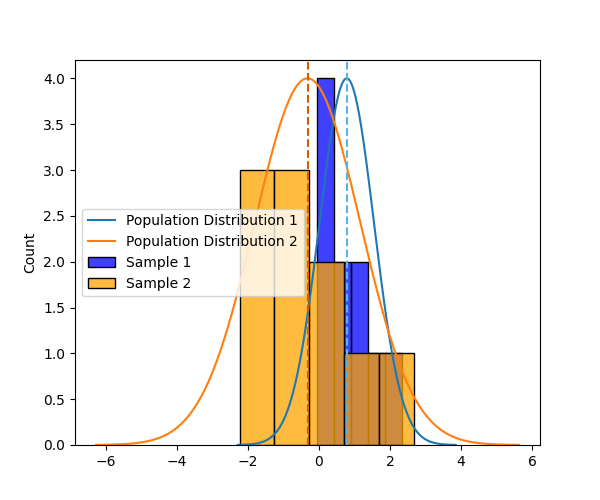 4.0
3.5
3.0
2.5
2.0
1.5
1.0
0.5
0.0
Count
Population Distribution 1
Population Distribution 2
Sample 1
Sample 2
−6 −4 −2 0 2 4 6